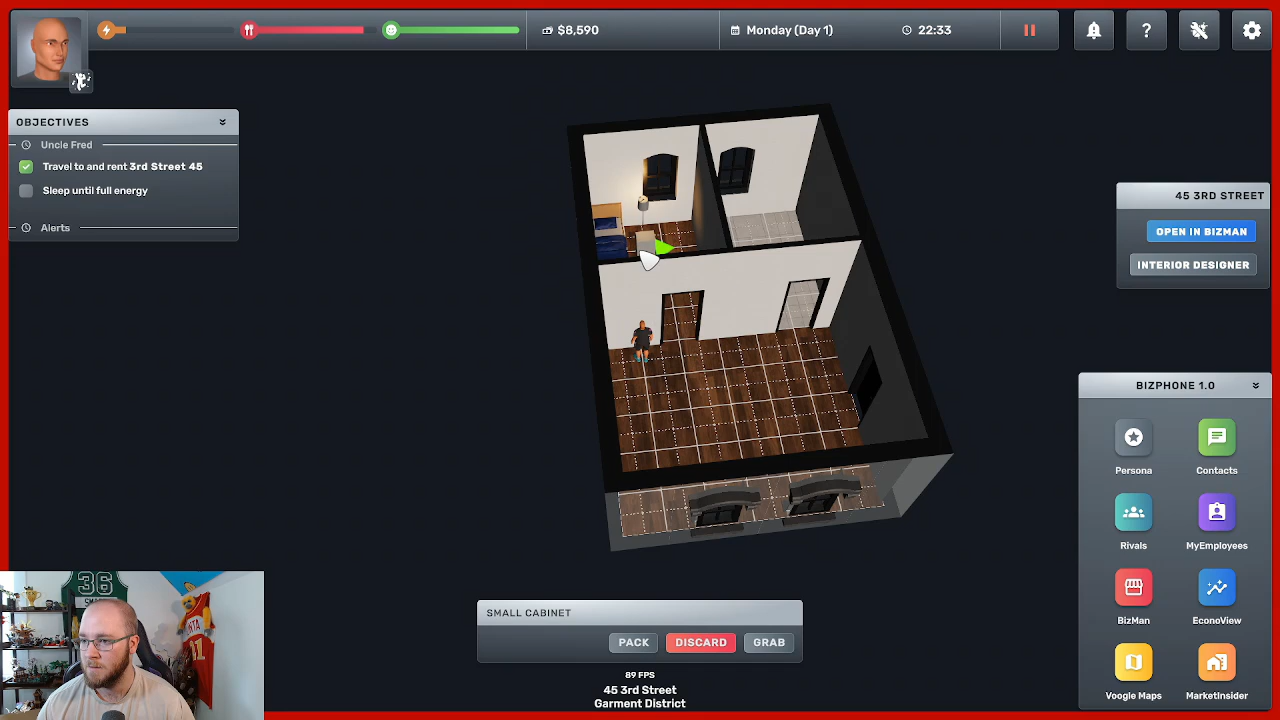 $8,590
Monday (Day 1)
22:33
?
OBJECTIVES
Uncle Fred
Travel to and rent 3rd Street 45
Sleep until full energy
Alerts
45 3RD STREET
OPEN IN BIZMAN
INTERIOR DESIGNER
BIZPHONE 1.0
Persona
Contacts
Rivals
MyEmployees
BizMan
EconoView
Voogle Maps
MarketInsider
SMALL CABINET
PACK
DISCARD
GRAB
89 FPS
45 3rd Street
Garment District
36